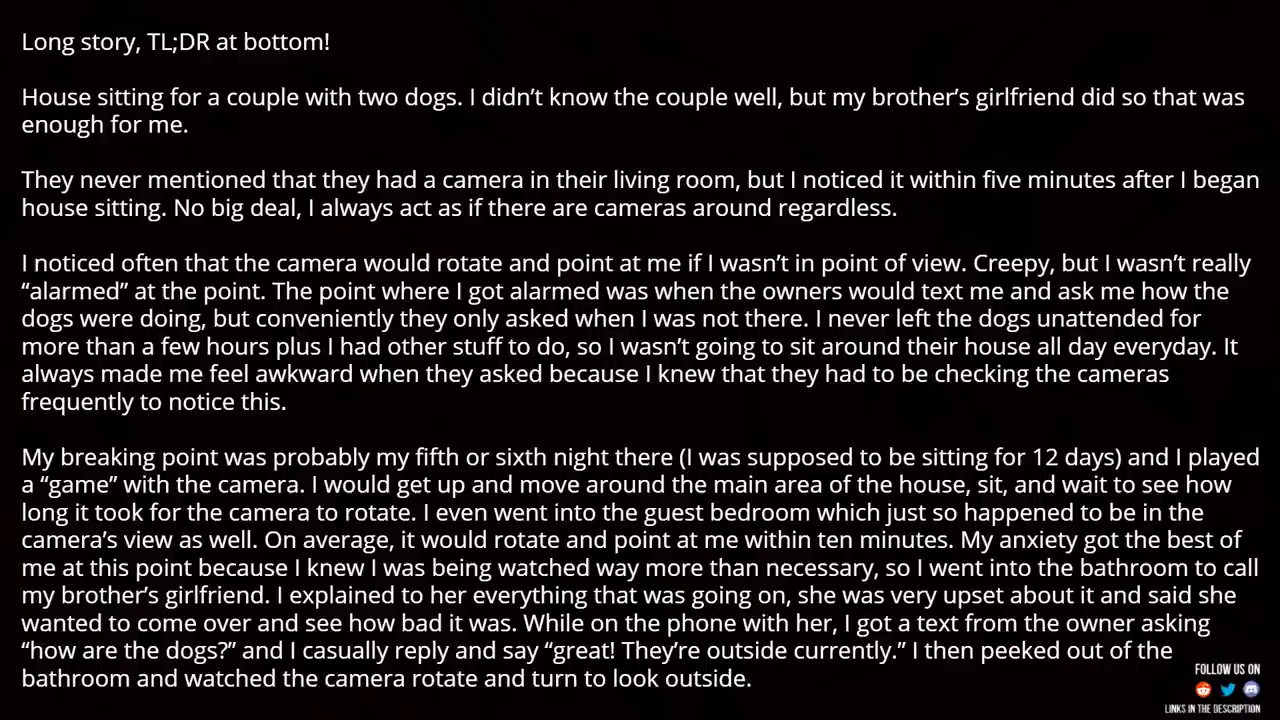 Long story, TL;DR at bottom!
House sitting for a couple with two dogs. I didn’t know the couple well, but my brother’s girlfriend did so that was
enough for me.
They never mentioned that they had a camera in their living room, but I noticed it within five minutes after I began
house sitting. No big deal, I always act as if there are cameras around regardless.
I noticed often that the camera would rotate and point at me if I wasn’t in point of view. Creepy, but I wasn’t really
“alarmed” at the point. The point where I got alarmed was when the owners would text me and ask me how the
dogs were doing, but conveniently they only asked when I was not there. I never left the dogs unattended for
more than a few hours plus I had other stuff to do, so I wasn’t going to sit around their house all day everyday. It
always made me feel awkward when they asked because I knew that they had to be checking the cameras
frequently to notice this.
My breaking point was probably my fifth or sixth night there (I was supposed to be sitting for 12 days) and I played
a “game” with the camera. I would get up and move around the main area of the house, sit, and wait to see how
long it took for the camera to rotate. I even went into the guest bedroom which just so happened to be in the
camera’s view as well. On average, it would rotate and point at me within ten minutes. My anxiety got the best of
me at this point because I knew I was being watched way more than necessary, so I went into the bathroom to call
my brother’s girlfriend. I explained to her everything that was going on, she was very upset about it and said she
wanted to come over and see how bad it was. While on the phone with her, I got a text from the owner asking
“how are the dogs?” and I casually reply and say “great! They’re outside currently.” I then peeked out of the
bathroom and watched the camera rotate and turn to look outside.
FOLLOW US ON
LINKS IN THE DESCRIPTION